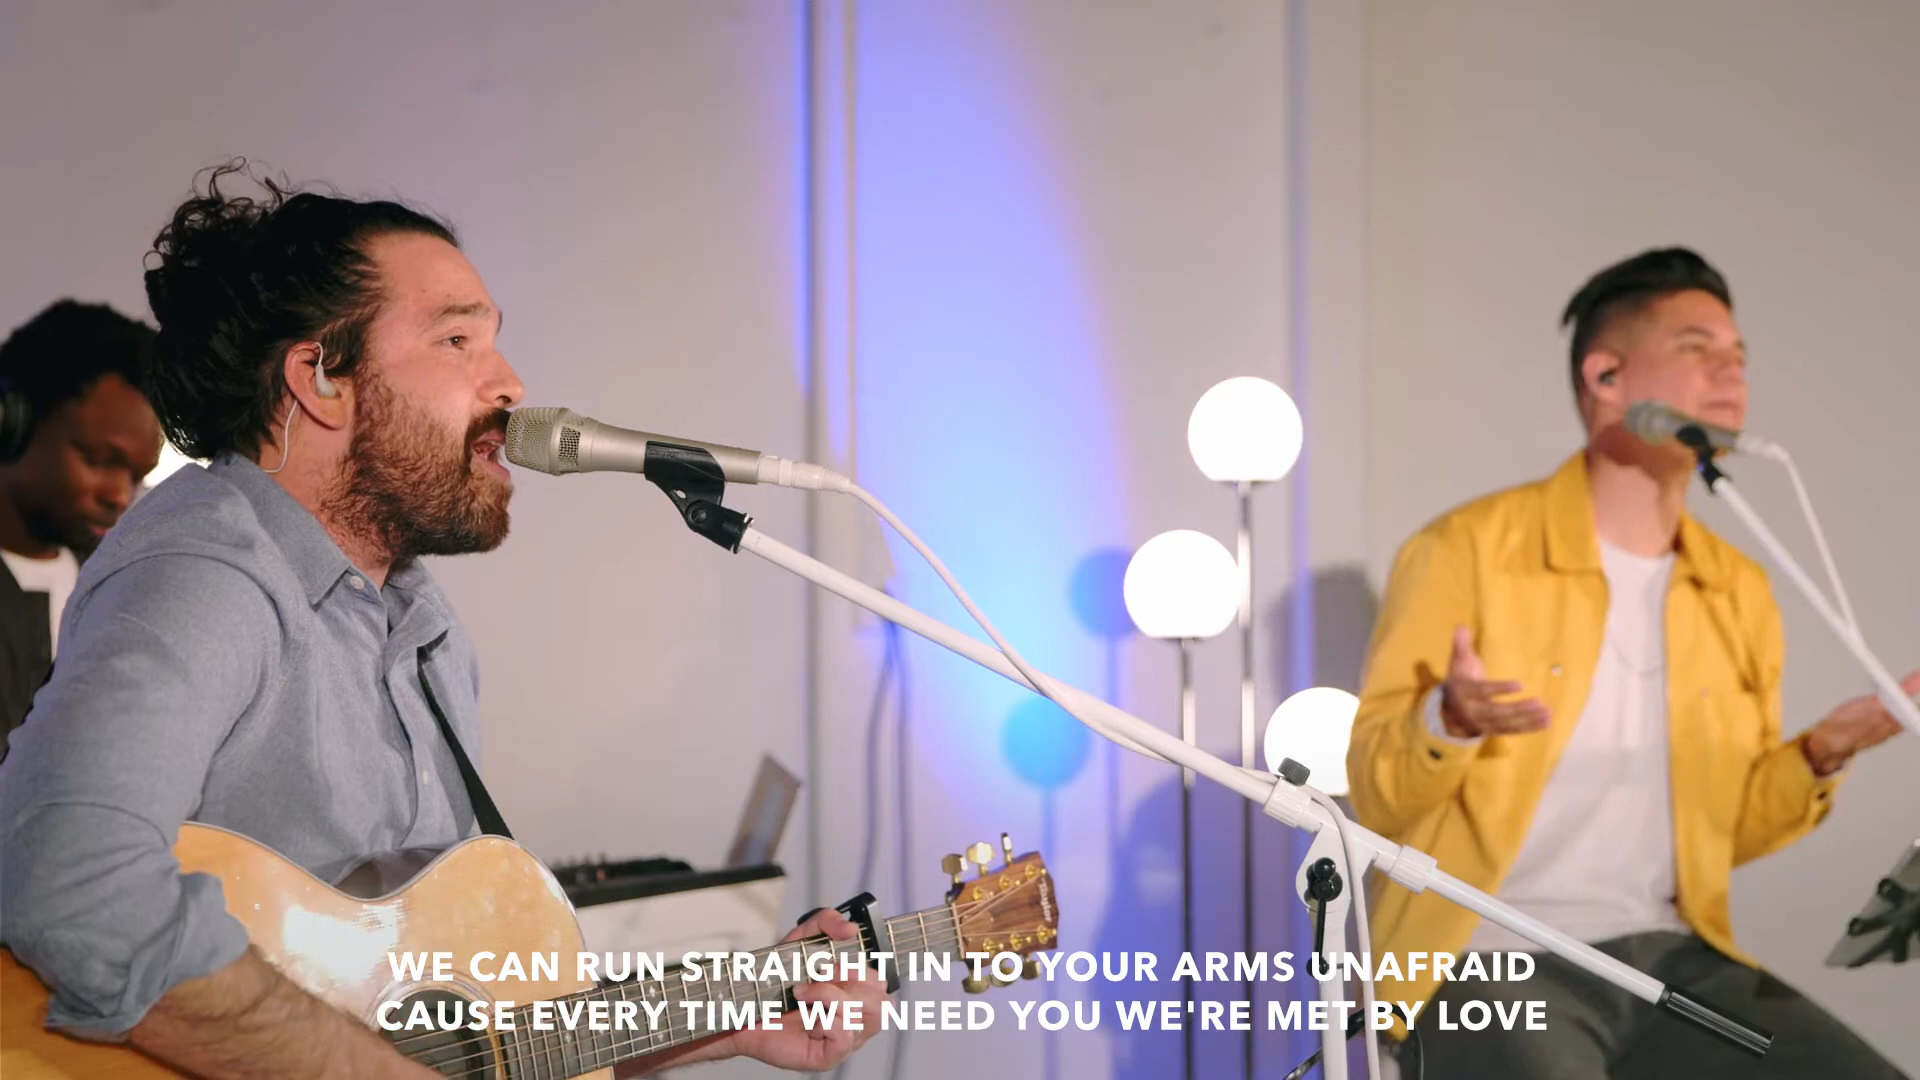 Taylor
WE CAN RUN STRAIGHT IN TO YOUR ARMS UNAFRAID
CAUSE EVERY TIME WE NEED YOU WE'RE MET BY LOVE